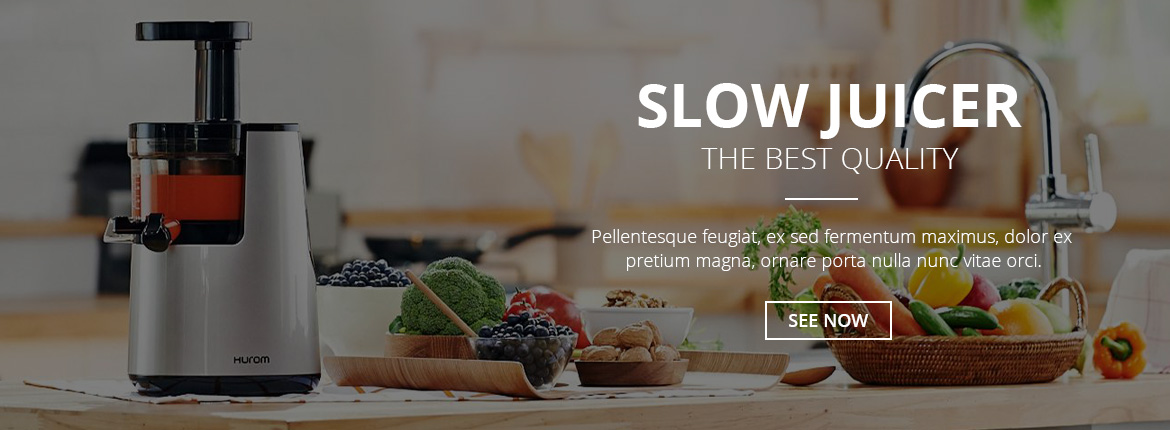 SLOW JUICER
THE BEST QUALITY
Pellentesque feugiat, ex sed fermentum maximus, dolor ex
pretium magna, ornare porta nulla nunc vitae orci.
SEE NOW
Hurom